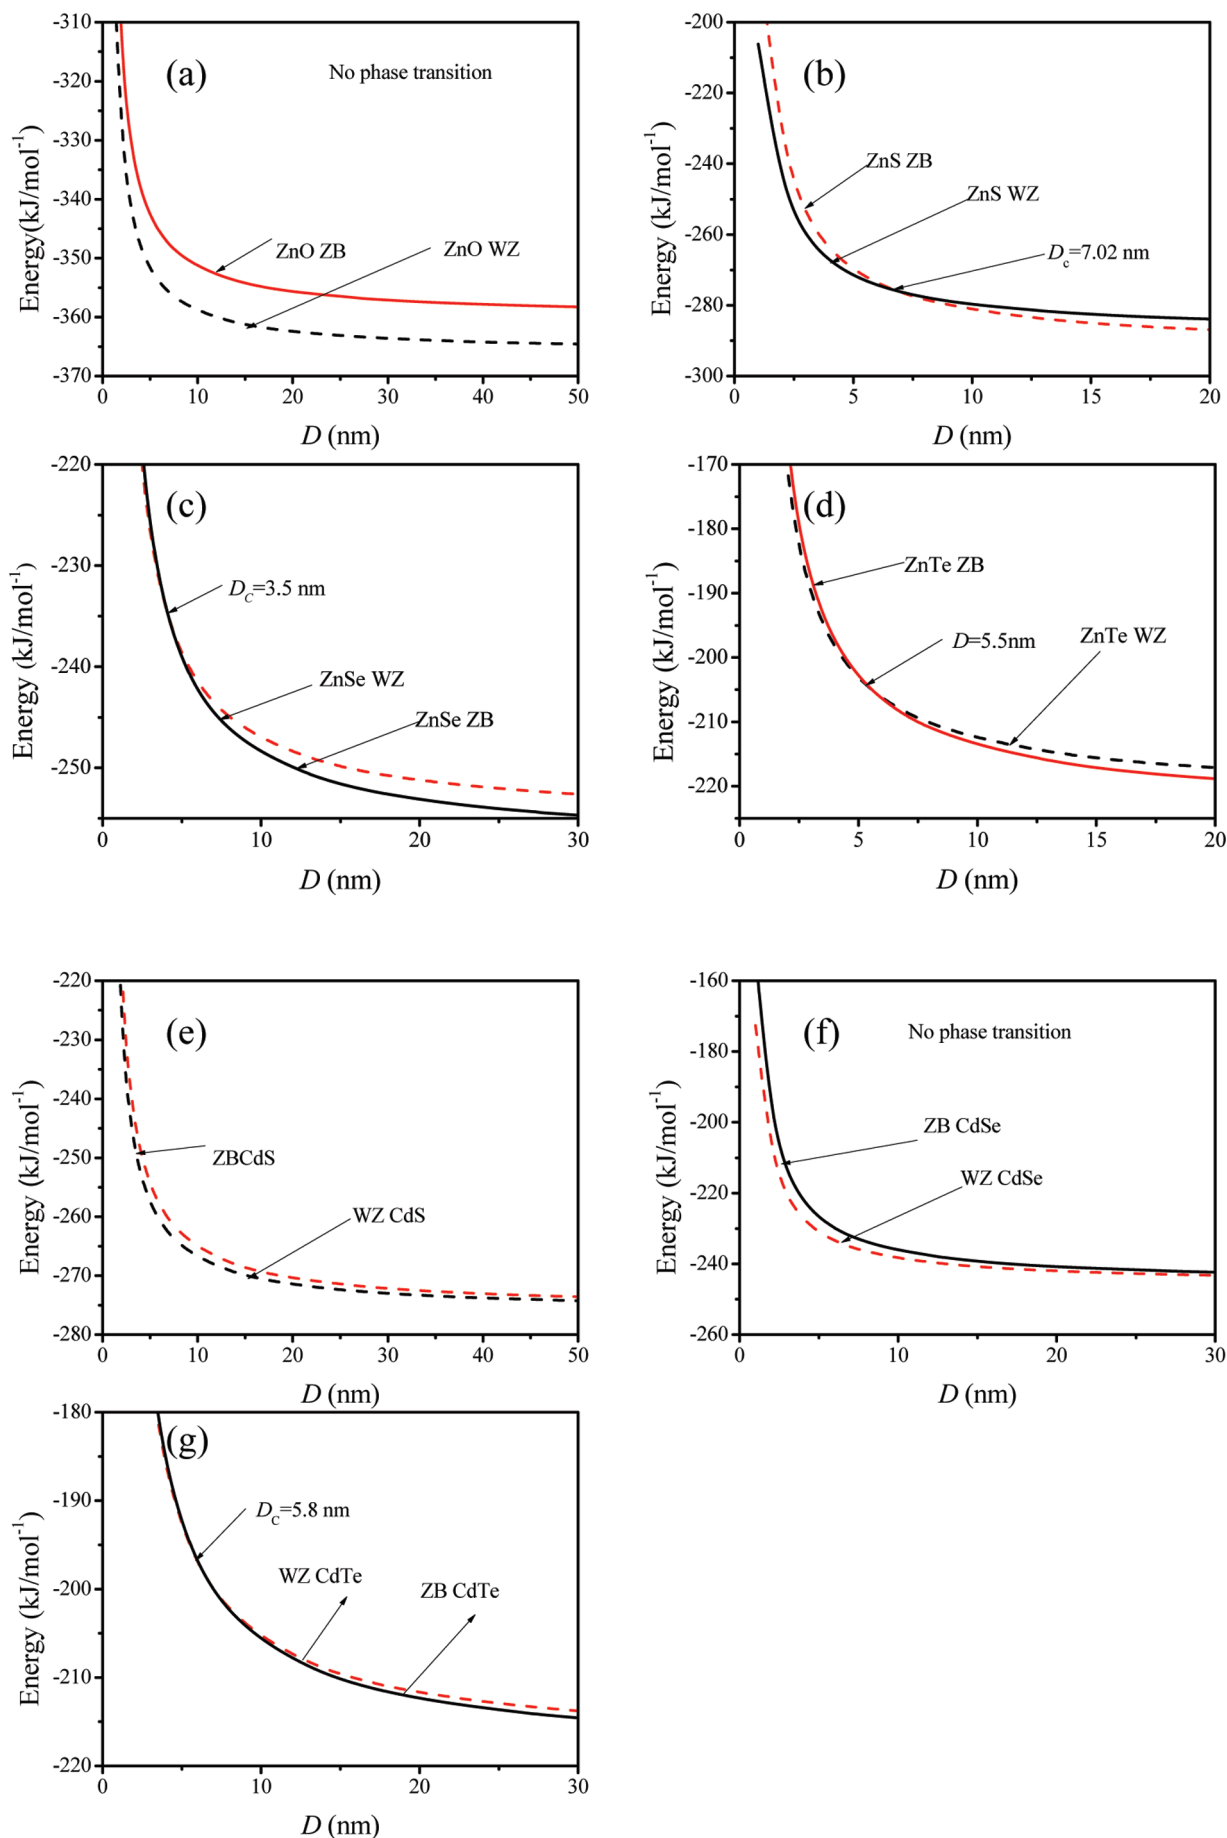 (a)
No phase transition
ZnO ZB
ZnO WZ
Energy(kJ/mol⁻¹)
-310
-320
-330
-340
-350
-360
-370
0 10 20 30 40 50
D (nm)
(b)
ZnS ZB
ZnS WZ
Dc=7.02 nm
Energy (kJ/mol⁻¹)
-200
-220
-240
-260
-280
-300
0 5 10 15 20
D (nm)
(c)
DC=3.5 nm
ZnSe WZ
ZnSe ZB
Energy (kJ/mol⁻¹)
-220
-230
-240
-250
0 10 20 30
D (nm)
(d)
ZnTe ZB
D=5.5nm
ZnTe WZ
Energy (kJ/mol⁻¹)
-170
-180
-190
-200
-210
-220
0 5 10 15 20
D (nm)
(e)
ZBCdS
WZ CdS
Energy (kJ/mol⁻¹)
-220
-230
-240
-250
-260
-270
-280
0 10 20 30 40 50
D (nm)
(f)
No phase transition
ZB CdSe
WZ CdSe
Energy (kJ/mol⁻¹)
-160
-180
-200
-220
-240
-260
0 10 20 30
D (nm)
(g)
DC=5.8 nm
WZ CdTe
ZB CdTe
Energy (kJ/mol⁻¹)
-180
-190
-200
-210
-220
0 10 20 30
D (nm)